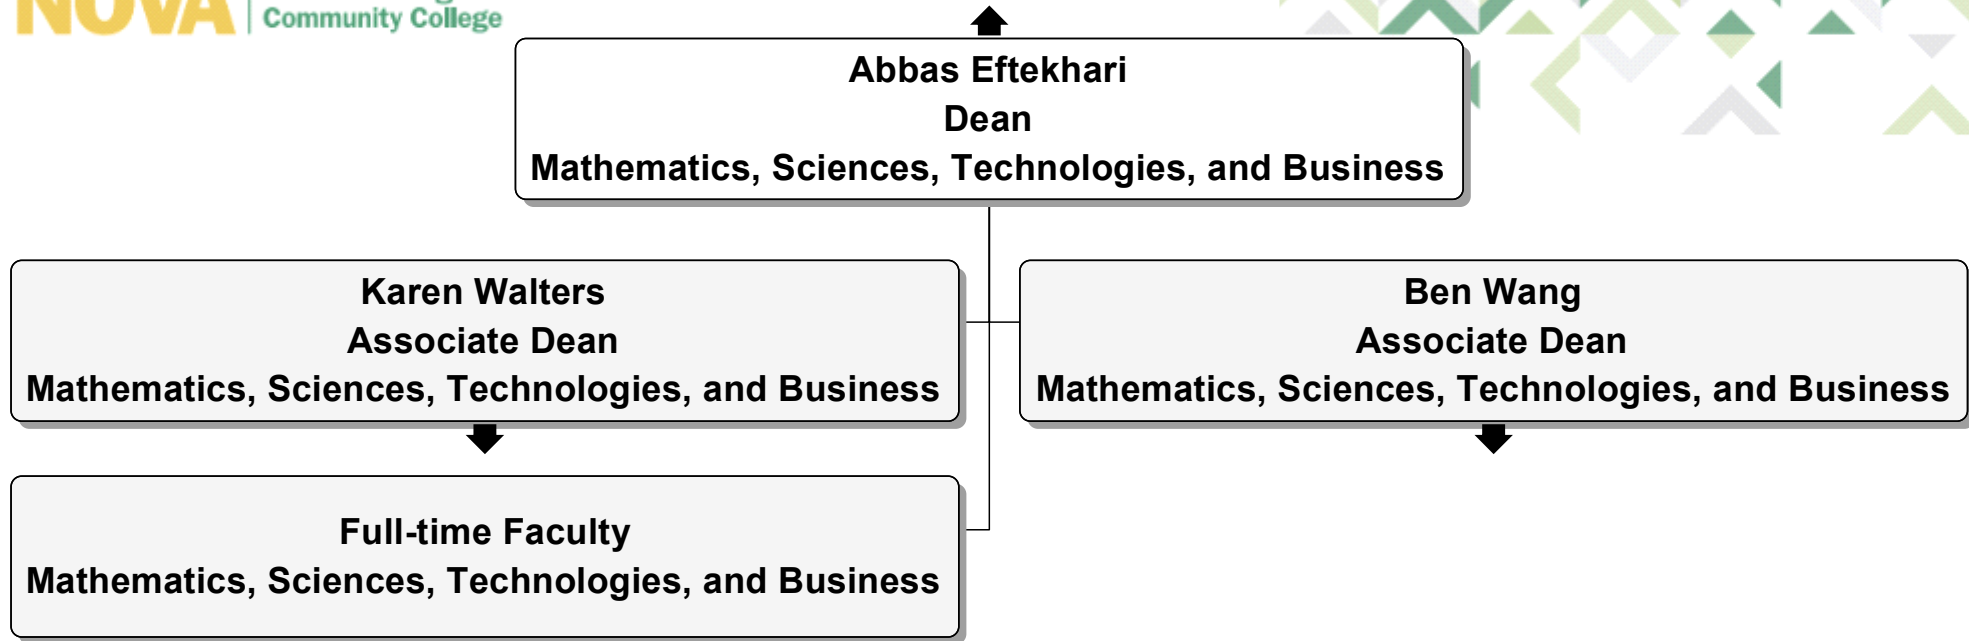 NOVA
Community College
Abbas Eftekhari
Dean
Mathematics, Sciences, Technologies, and Business
Karen Walters
Associate Dean
Mathematics, Sciences, Technologies, and Business
Ben Wang
Associate Dean
Mathematics, Sciences, Technologies, and Business
Full-time Faculty
Mathematics, Sciences, Technologies, and Business